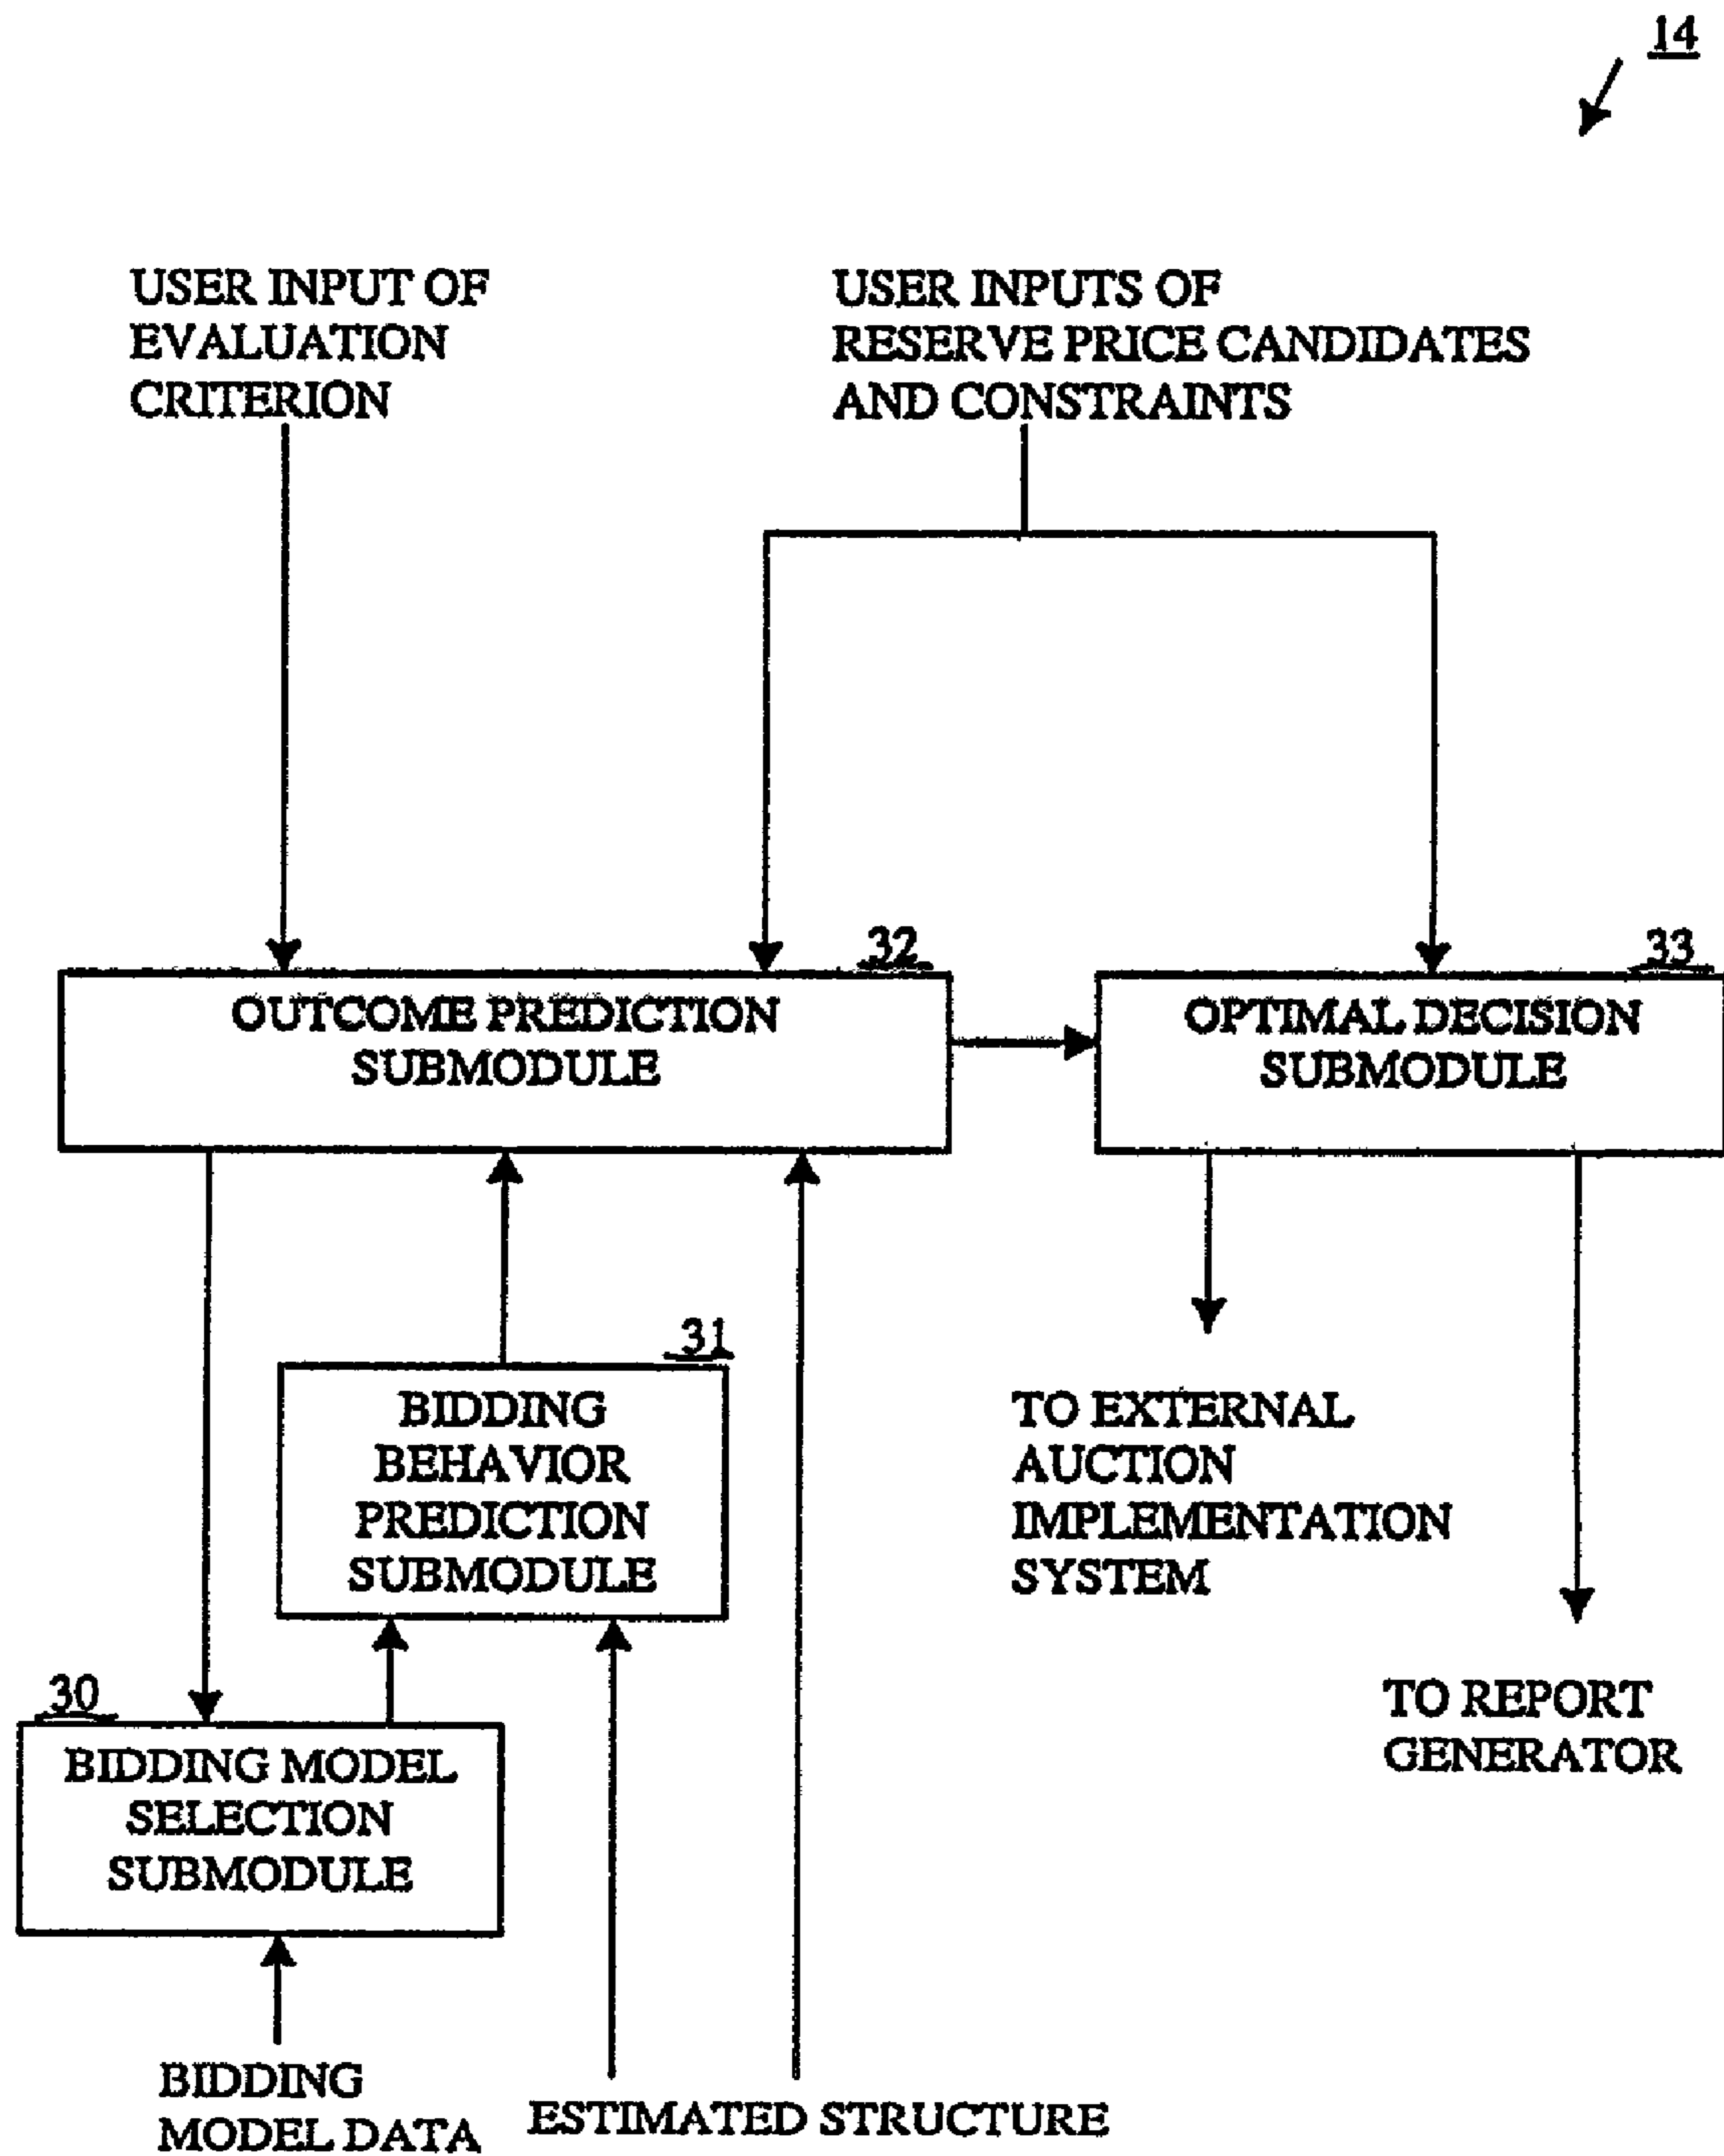 14
USER INPUT OF
EVALUATION
CRITERION
USER INPUTS OF
RESERVE PRICE CANDIDATES
AND CONSTRAINTS
32
OUTCOME PREDICTION
SUBMODULE
33
OPTIMAL DECISION
SUBMODULE
31
BIDDING
BEHAVIOR
PREDICTION
SUBMODULE
TO EXTERNAL
AUCTION
IMPLEMENTATION
SYSTEM
30
BIDDING MODEL
SELECTION
SUBMODULE
TO REPORT
GENERATOR
BIDDING
MODEL DATA
ESTIMATED STRUCTURE